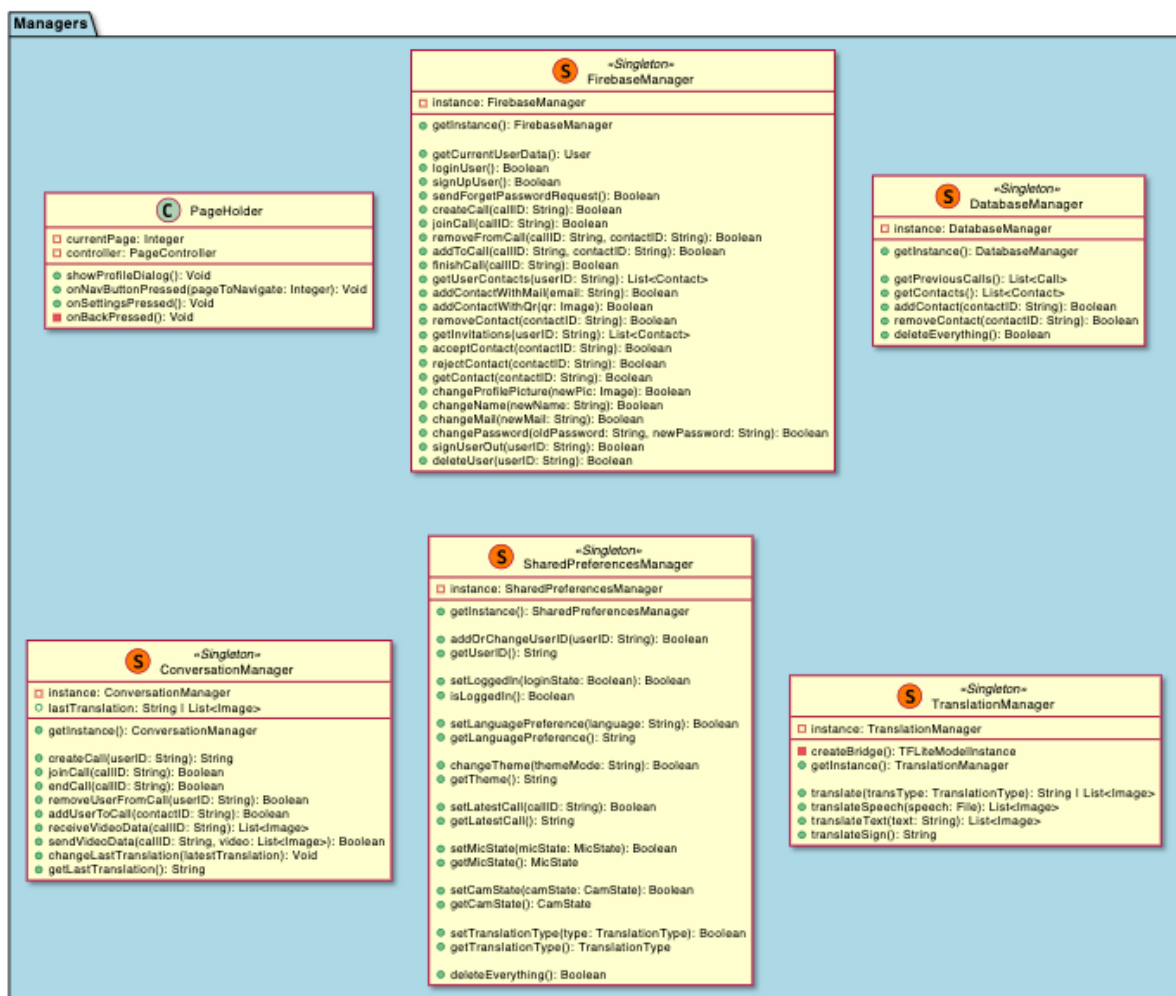 Managers
«Singleton»
S
FirebaseManager
instance: FirebaseManager
getInstance(): FirebaseManager
getCurrentUserData(): User
loginUser(): Boolean
signUpUser(): Boolean
sendForgetPasswordRequest(): Boolean
createCall(callID: String): Boolean
joinCall(callID: String): Boolean
removeFromCall(callID: String, contactID: String): Boolean
addToCall(callID: String, contactID: String): Boolean
finishCall(callID: String): Boolean
getUserContacts(userID: String): List<Contact>
addContactWithMail(email: String): Boolean
addContactWithQr(qr: Image): Boolean
removeContact(contactID: String): Boolean
getInvitations(userID: String): List<Contact>
acceptContact(contactID: String): Boolean
rejectContact(contactID: String): Boolean
getContact(contactID: String): Boolean
changeProfilePicture(newPic: Image): Boolean
changeName(newName: String): Boolean
changeMail(newMail: String): Boolean
changePassword(oldPassword: String, newPassword: String): Boolean
signUserOut(userID: String): Boolean
deleteUser(userID: String): Boolean
C PageHolder
currentPage: Integer
controller: PageController
showProfileDialog(): Void
onNavButtonPressed(pageToNavigate: Integer): Void
onSettingsPressed(): Void
onBackPressed(): Void
«Singleton»
S
DatabaseManager
instance: DatabaseManager
getInstance(): DatabaseManager
getPreviousCalls(): List<Call>
getContacts(): List<Contact>
addContact(contactID: String): Boolean
removeContact(contactID: String): Boolean
deleteEverything(): Boolean
«Singleton»
S
ConversationManager
instance: ConversationManager
lastTranslation: String | List<Image>
getInstance(): ConversationManager
createCall(userID: String): String
joinCall(callID: String): Boolean
endCall(callID: String): Boolean
removeUserFromCall(userID: String): Boolean
addUserToCall(contactID: String): Boolean
receiveVideoData(callID: String): List<Image>
sendVideoData(callID: String, video: List<Image>): Boolean
changeLastTranslation(latestTranslation): Void
getLastTranslation(): String
«Singleton»
S
SharedPreferencesManager
instance: SharedPreferencesManager
getInstance(): SharedPreferencesManager
addOrChangeUserID(userID: String): Boolean
getUserID(): String
setLoggedIn(loginState: Boolean): Boolean
isLoggedIn(): Boolean
setLanguagePreference(language: String): Boolean
getLanguagePreference(): String
changeTheme(themeMode: String): Boolean
getTheme(): String
setLatestCall(callID: String): Boolean
getLatestCall(): String
setMicState(micState: MicState): Boolean
getMicState(): MicState
setCamState(camState: CamState): Boolean
getCamState(): CamState
setTranslationType(type: TranslationType): Boolean
getTranslationType(): TranslationType
deleteEverything(): Boolean
«Singleton»
S
TranslationManager
instance: TranslationManager
createBridge(): TFLiteModelInstance
getInstance(): TranslationManager
translate(transType: TranslationType): String | List<Image>
translateSpeech(speech: File): List<Image>
translateText(text: String): List<Image>
translateSign(): String